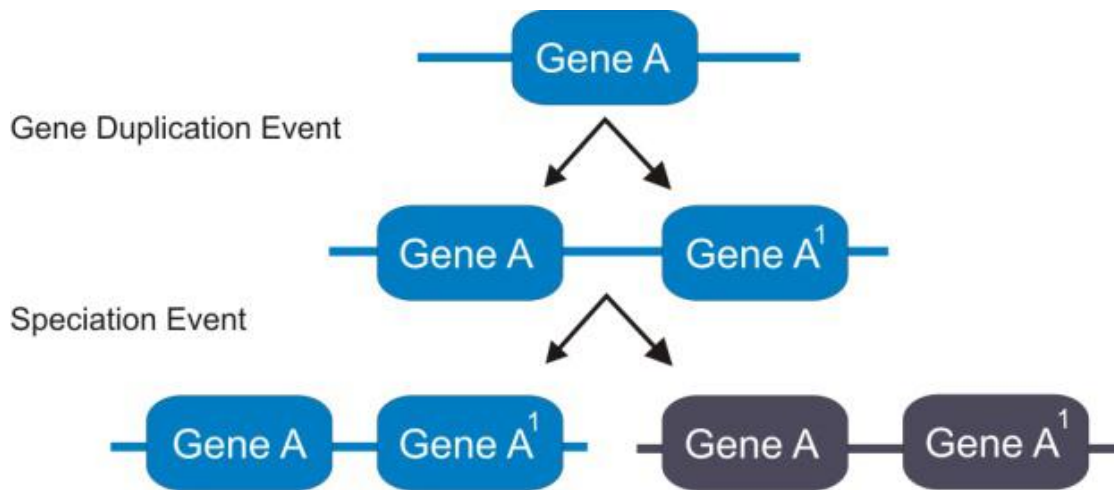 Gene A
Gene Duplication Event
Gene A Gene A¹
Speciation Event
Gene A Gene A¹ Gene A Gene A¹